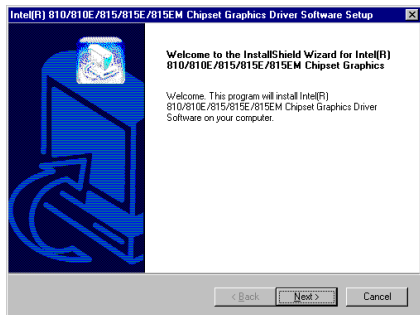 Intel(R) 810/810E/815/815E/815EM Chipset Graphics Driver Software Setup
Welcome to the InstallShield Wizard for Intel(R)
810/810E/815/815E/815EM Chipset Graphics
Welcome. This program will install Intel(R)
810/810E/815/815E/815EM Chipset Graphics Driver
Software on your computer.
< Back
Next >
Cancel